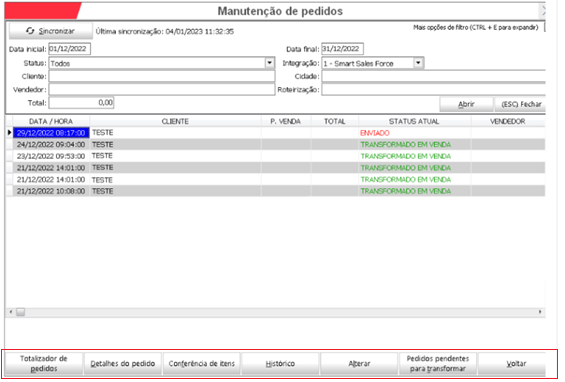 Manutenção de pedidos
Sincronizar Última sincronização: 04/01/2023 11:32:35 Mais opções de filtro (CTRL + E para expandir)
Data inicial: 01/12/2022 Data final: 31/12/2022
Status: Todos Integração: 1 - Smart Sales Force
Cliente: Cidade:
Vendedor: Roteirização:
Total: 0,00 Abrir (ESC) Fechar
DATA / HORA CLIENTE P. VENDA TOTAL STATUS ATUAL VENDEDOR
29/12/2022 08:17:00 TESTE ENVIADO
24/12/2022 09:04:00 TESTE TRANSFORMADO EM VENDA
23/12/2022 09:53:00 TESTE TRANSFORMADO EM VENDA
21/12/2022 14:01:00 TESTE TRANSFORMADO EM VENDA
21/12/2022 14:01:00 TESTE TRANSFORMADO EM VENDA
21/12/2022 10:08:00 TESTE TRANSFORMADO EM VENDA
Totalizador de pedidos Detalhes do pedido Conferência de itens Histórico Alterar Pedidos pendentes para transformar Voltar